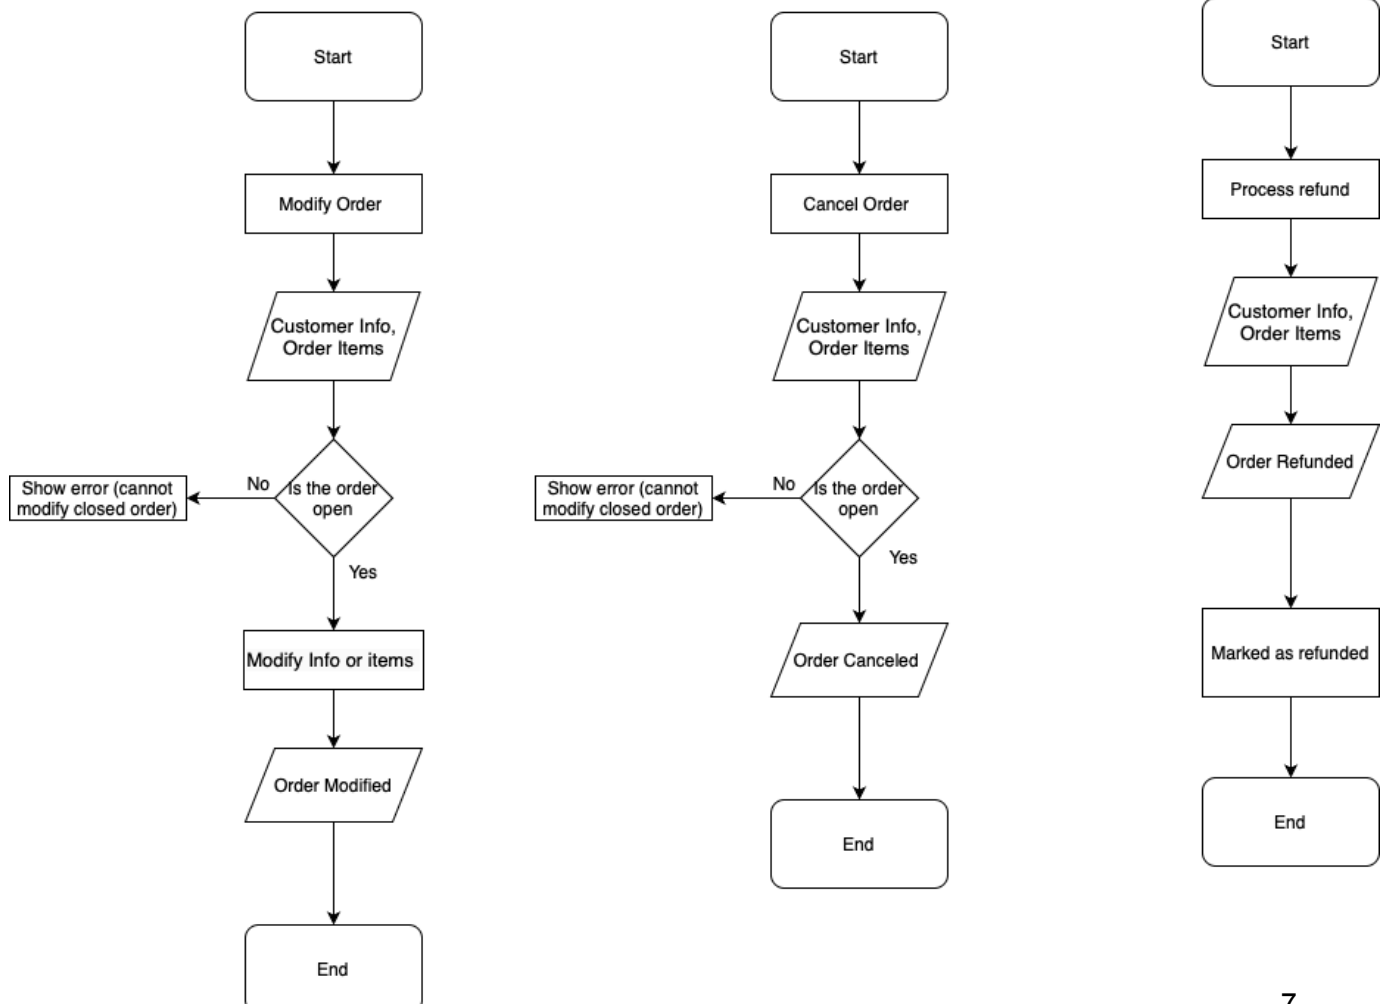 Start
Modify Order
Customer Info,
Order Items
Is the order
open
No
Show error (cannot
modify closed order)
Yes
Modify Info or items
Order Modified
End
Start
Cancel Order
Customer Info,
Order Items
Is the order
open
No
Show error (cannot
modify closed order)
Yes
Order Canceled
End
Start
Process refund
Customer Info,
Order Items
Order Refunded
Marked as refunded
End
7